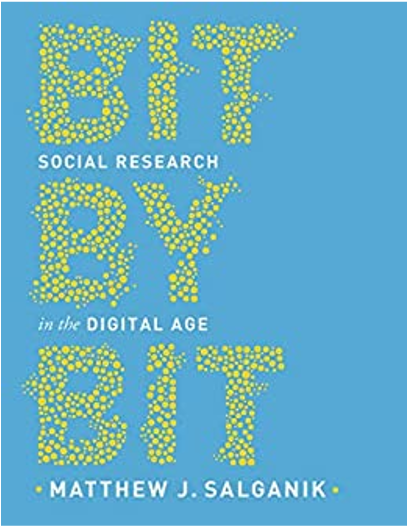 BIT
SOCIAL RESEARCH
BY
in the DIGITAL AGE
BIT
• MATTHEW J. SALGANIK •